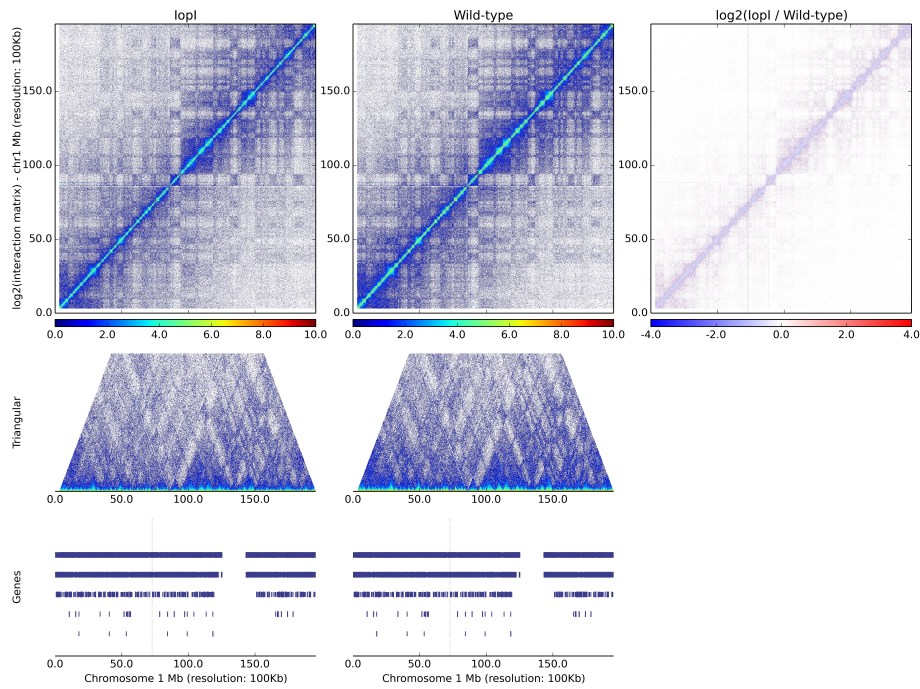 Iopl
Wild-type
log2(Iopl / Wild-type)
log2(interaction matrix) - chr1 Mb (resolution: 100Kb)
150.0
100.0
50.0
0.0
150.0
100.0
50.0
0.0
150.0
100.0
50.0
0.0
0.0 2.0 4.0 6.0 8.0 10.0
0.0 2.0 4.0 6.0 8.0 10.0
-4.0 -2.0 0.0 2.0 4.0
Triangular
0.0 50.0 100.0 150.0
0.0 50.0 100.0 150.0
Genes
0.0 50.0 100.0 150.0
0.0 50.0 100.0 150.0
Chromosome 1 Mb (resolution: 100Kb)
Chromosome 1 Mb (resolution: 100Kb)